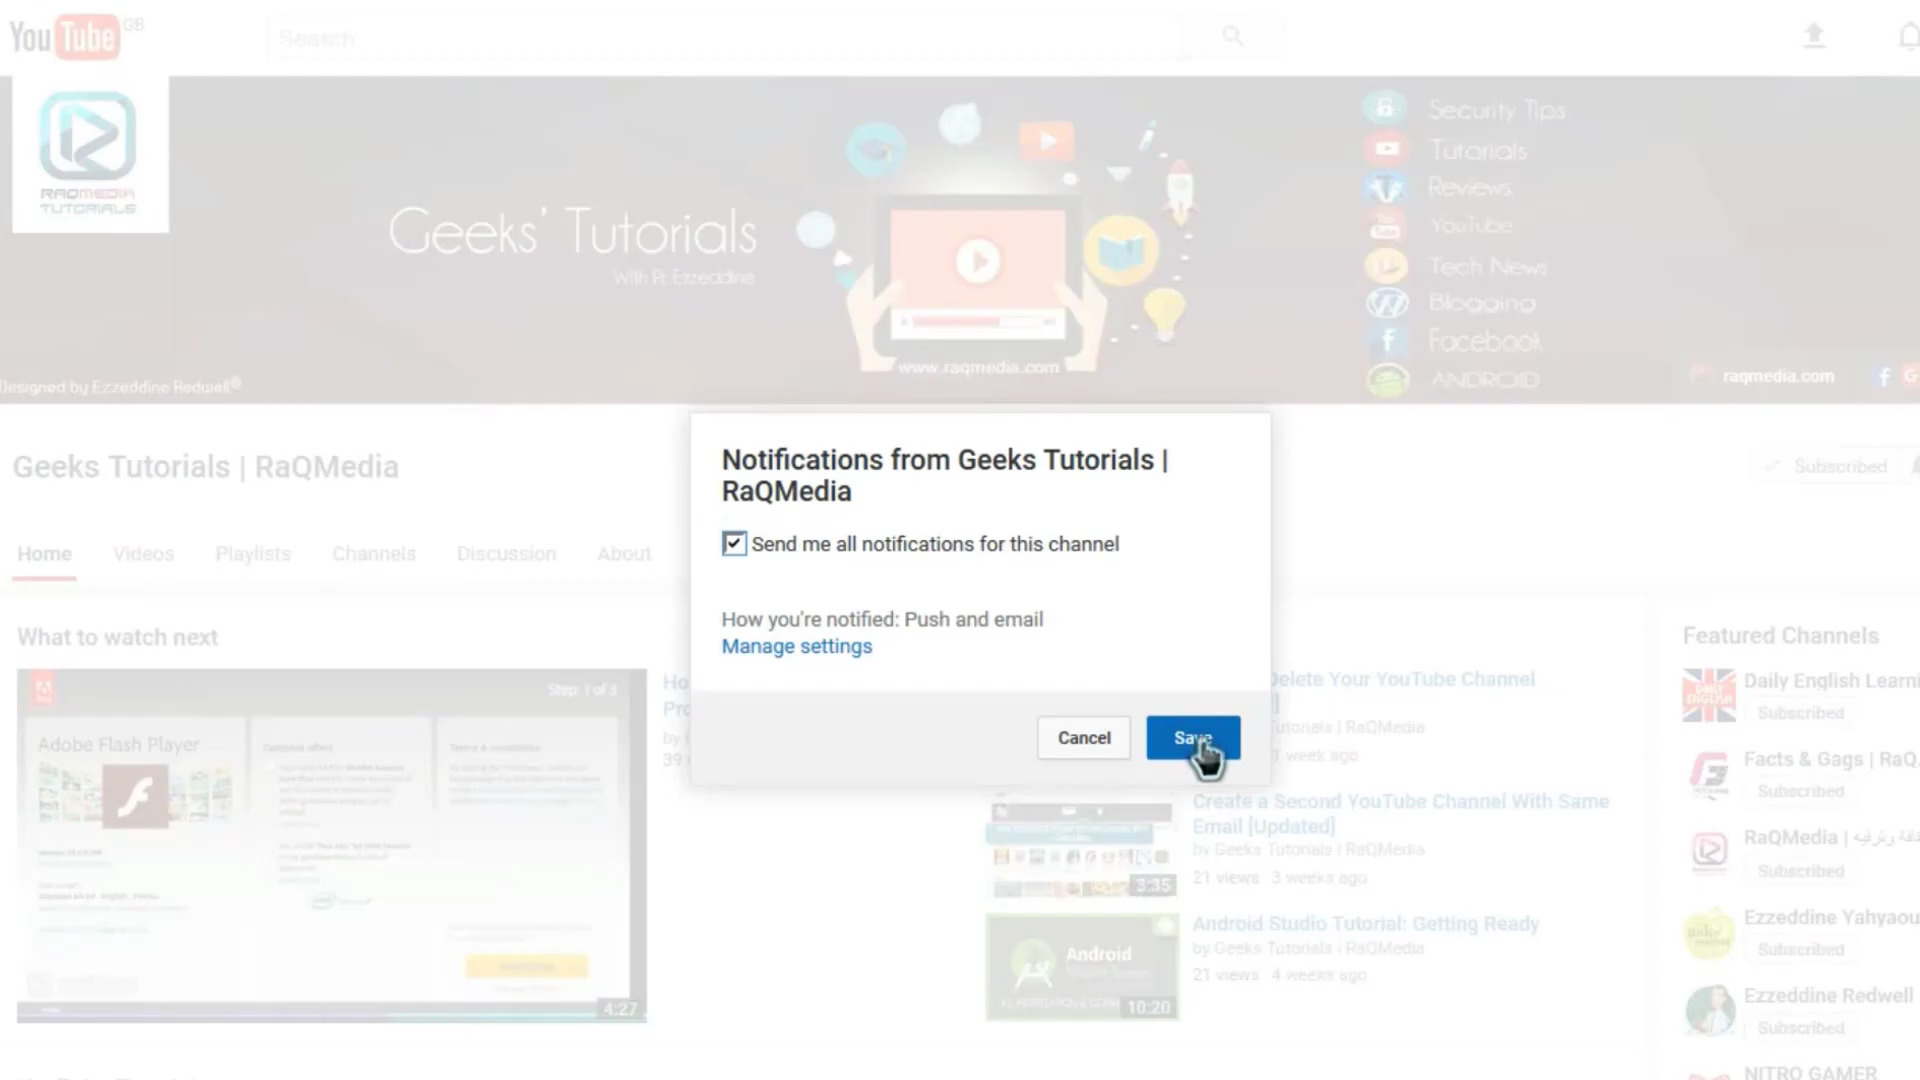 YouTube GB
Search
RAQMEDIA
TUTORIALS
Geeks' Tutorials
With Pr Ezzeddine
www.raqmedia.com
Security Tips
Tutorials
Reviews
YouTube
Tech News
Blogging
Facebook
ANDROID
Designed by Ezzeddine Redwell®
raqmedia.com
Geeks Tutorials | RaQMedia
Subscribed
Home
Videos
Playlists
Channels
Discussion
About
Notifications from Geeks Tutorials |
RaQMedia
Send me all notifications for this channel
How you're notified: Push and email
Manage settings
Cancel
Save
What to watch next
Step: 1 of 3
Adobe Flash Player
4:27
Delete Your YouTube Channel
Tutorials | RaQMedia
1 week ago
Create a Second YouTube Channel With Same
Email [Updated]
by Geeks Tutorials | RaQMedia
21 views 3 weeks ago
3:35
Android Studio Tutorial: Getting Ready
by Geeks Tutorials | RaQMedia
21 views 4 weeks ago
Android
10:20
Featured Channels
DAILY
ENGLISH
Daily English Learni
Subscribed
Facts & Gags | RaQ
Subscribed
RaQMedia |
Subscribed
Ezzeddine Yahyaou
Subscribed
Ezzeddine Redwell
Subscribed
NITRO GAMER